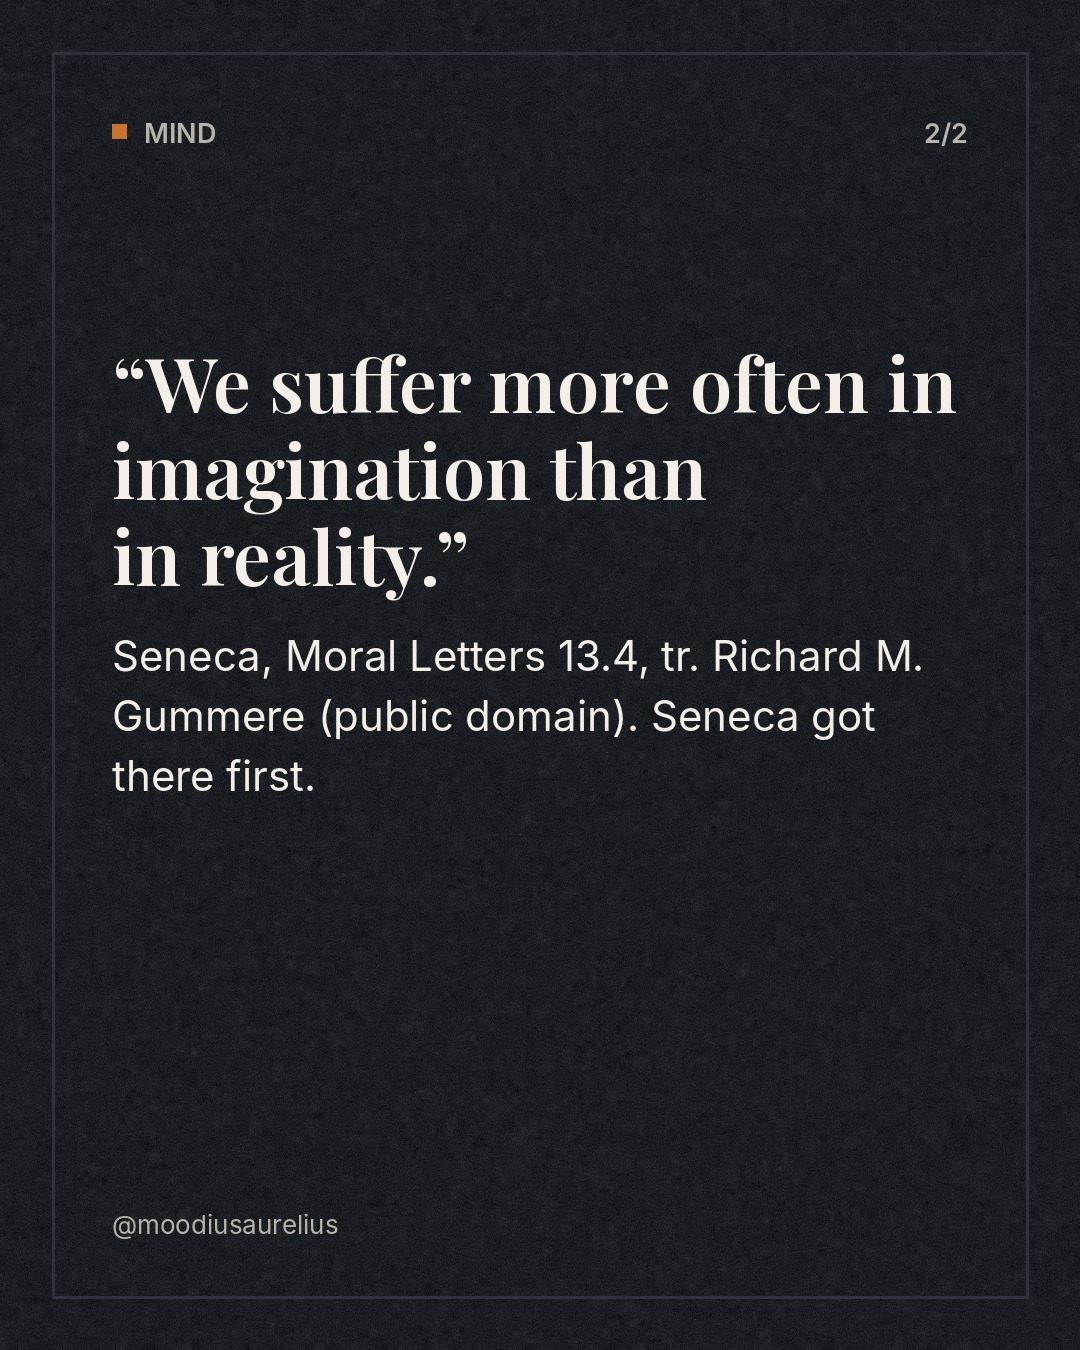 MIND
2/2
“We suffer more often in
imagination than
in reality.”
Seneca, Moral Letters 13.4, tr. Richard M.
Gummere (public domain). Seneca got
there first.
@moodiusaurelius